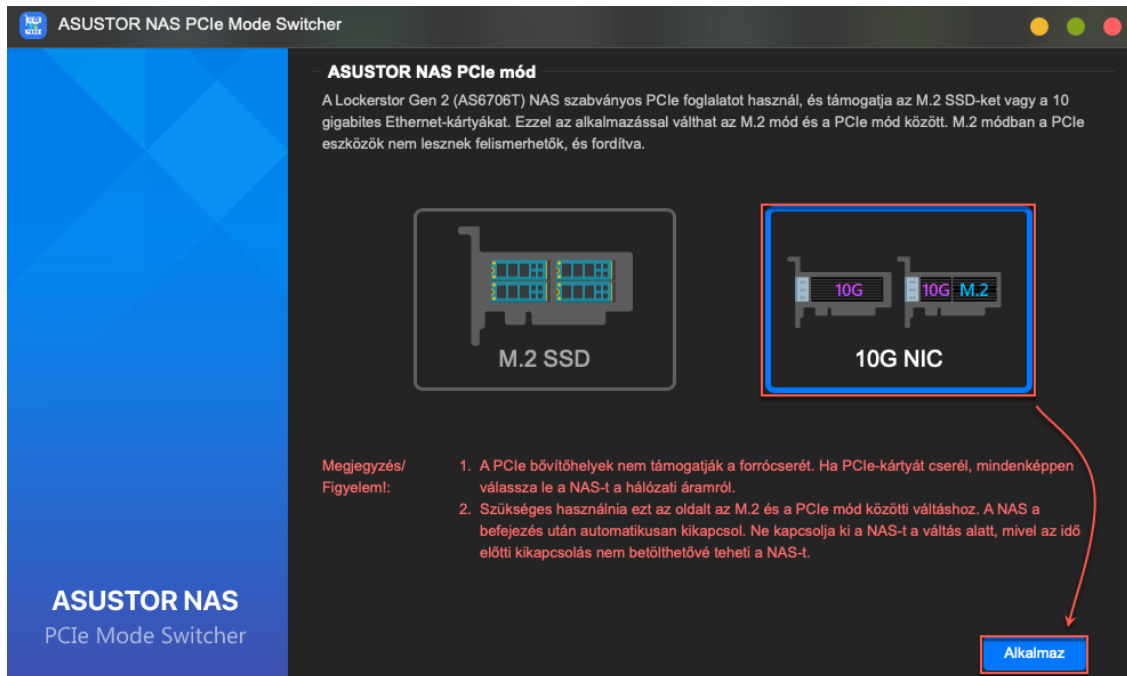 ASUSTOR NAS PCIe Mode Switcher
ASUSTOR NAS PCIe mód
A Lockerstor Gen 2 (AS6706T) NAS szabványos PCIe foglalatot használ, és támogatja az M.2 SSD-ket vagy a 10
gigabites Ethernet-kártyákat. Ezzel az alkalmazással válthat az M.2 mód és a PCIe mód között. M.2 módban a PCIe
eszközök nem lesznek felismerhetők, és fordítva.
10G
10G M.2
M.2 SSD
10G NIC
Megjegyzés/
Figyelem!:
1. A PCIe bővítőhelyek nem támogatják a forrócserét. Ha PCIe-kártyát cserél, mindenképpen
válassza le a NAS-t a hálózati áramról.
2. Szükséges használnia ezt az oldalt az M.2 és a PCIe mód közötti váltáshoz. A NAS a
befejezés után automatikusan kikapcsol. Ne kapcsolja ki a NAS-t a váltás alatt, mivel az idő
előtti kikapcsolás nem betölthetővé teheti a NAS-t.
ASUSTOR NAS
PCIe Mode Switcher
Alkalmaz